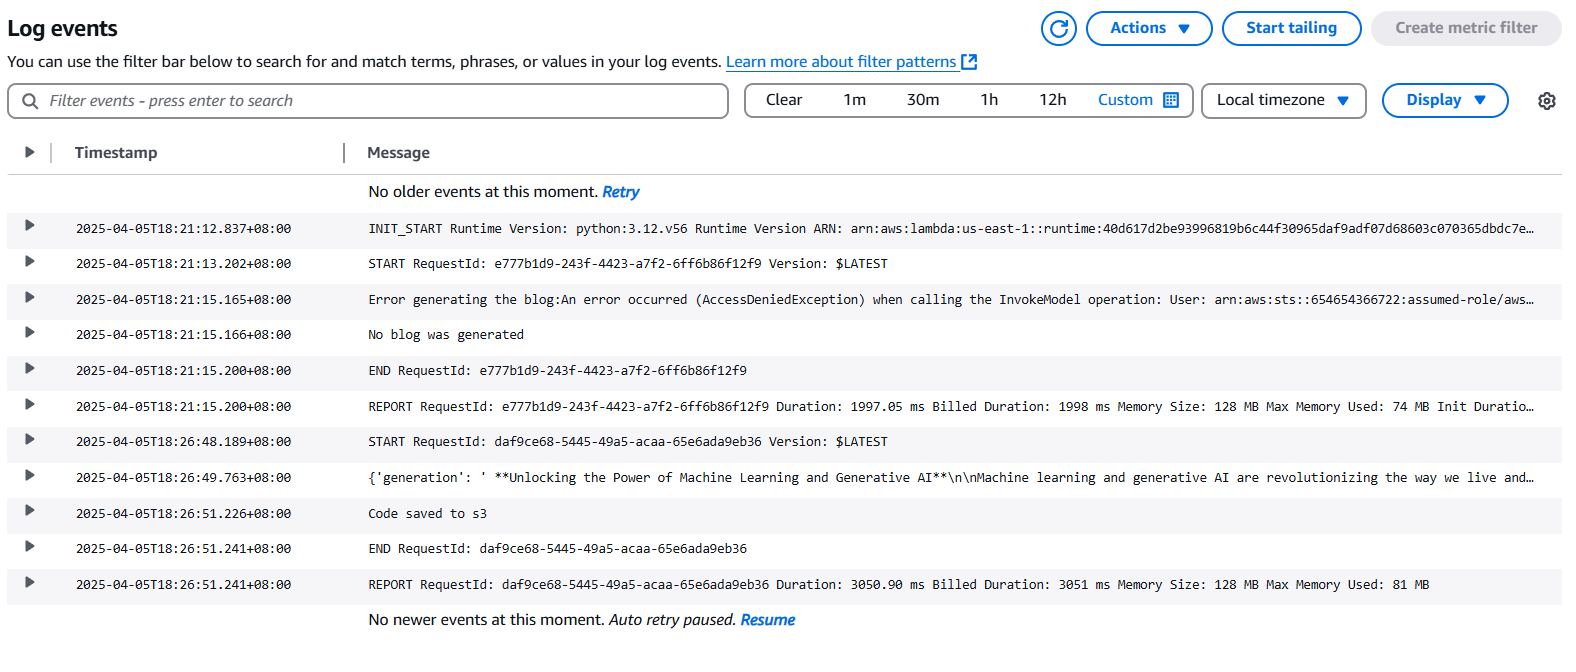 Log events
Actions
Start tailing
Create metric filter
You can use the filter bar below to search for and match terms, phrases, or values in your log events. Learn more about filter patterns
Filter events - press enter to search
Clear 1m 30m 1h 12h Custom
Local timezone
Display
Timestamp Message
No older events at this moment. Retry
2025-04-05T18:21:12.837+08:00 INIT_START Runtime Version: python:3.12.v56 Runtime Version ARN: arn:aws:lambda:us-east-1::runtime:40d617d2be93996819b6c44f30965daf9adf07d68603c070365dbdc7e…
2025-04-05T18:21:13.202+08:00 START RequestId: e777b1d9-243f-4423-a7f2-6ff6b86f12f9 Version: $LATEST
2025-04-05T18:21:15.165+08:00 Error generating the blog:An error occurred (AccessDeniedException) when calling the InvokeModel operation: User: arn:aws:sts::654654366722:assumed-role/aws…
2025-04-05T18:21:15.166+08:00 No blog was generated
2025-04-05T18:21:15.200+08:00 END RequestId: e777b1d9-243f-4423-a7f2-6ff6b86f12f9
2025-04-05T18:21:15.200+08:00 REPORT RequestId: e777b1d9-243f-4423-a7f2-6ff6b86f12f9 Duration: 1997.05 ms Billed Duration: 1998 ms Memory Size: 128 MB Max Memory Used: 74 MB Init Duratio…
2025-04-05T18:26:48.189+08:00 START RequestId: daf9ce68-5445-49a5-acaa-65e6ada9eb36 Version: $LATEST
2025-04-05T18:26:49.763+08:00 {'generation': ' **Unlocking the Power of Machine Learning and Generative AI**\n\nMachine learning and generative AI are revolutionizing the way we live and…
2025-04-05T18:26:51.226+08:00 Code saved to s3
2025-04-05T18:26:51.241+08:00 END RequestId: daf9ce68-5445-49a5-acaa-65e6ada9eb36
2025-04-05T18:26:51.241+08:00 REPORT RequestId: daf9ce68-5445-49a5-acaa-65e6ada9eb36 Duration: 3050.90 ms Billed Duration: 3051 ms Memory Size: 128 MB Max Memory Used: 81 MB
No newer events at this moment. Auto retry paused. Resume